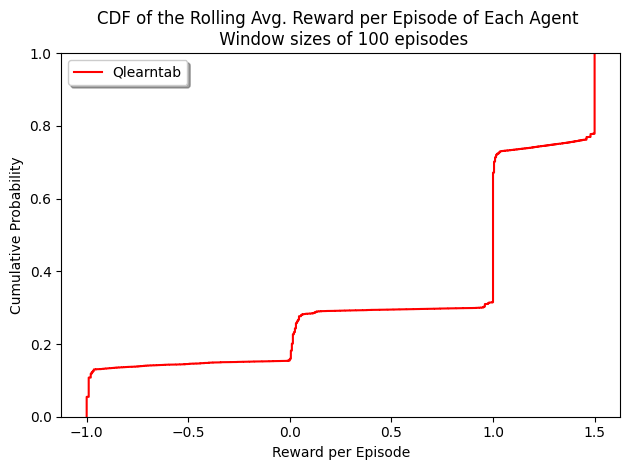 CDF of the Rolling Avg. Reward per Episode of Each Agent
Window sizes of 100 episodes
Qlearntab
1.0
0.8
0.6
0.4
0.2
0.0
Cumulative Probability
−1.0 −0.5 0.0 0.5 1.0 1.5
Reward per Episode